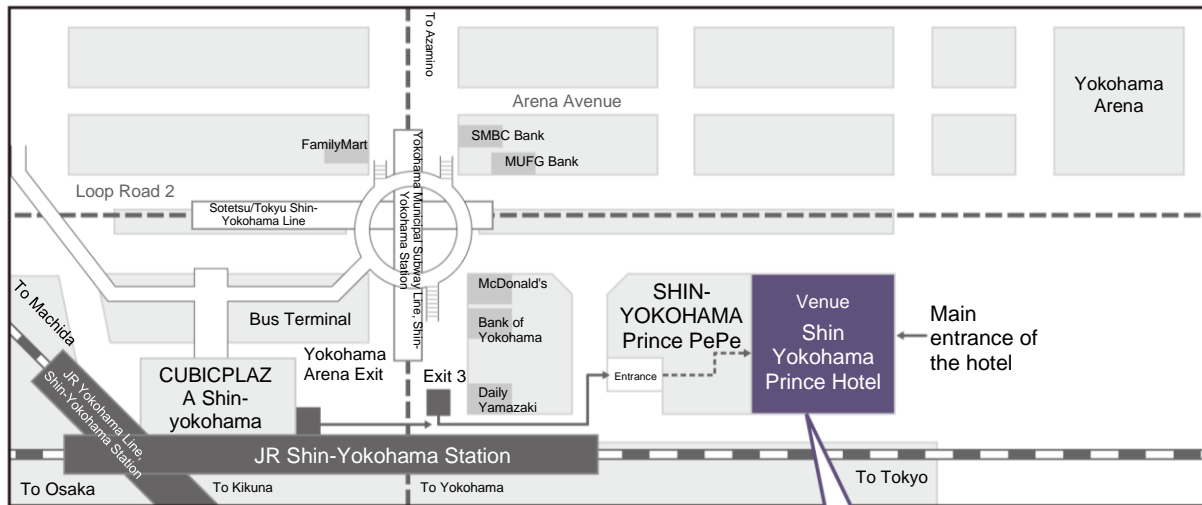 To Azamino
Arena Avenue
Yokohama
Arena
FamilyMart
SMBC Bank
MUFG Bank
Loop Road 2
Sotetsu/Tokyu Shin-
Yokohama Line
Yokohama Municipal Subway Line, Shin-
Yokohama Station
To Machida
Bus Terminal
McDonald's
Bank of
Yokohama
SHIN-
YOKOHAMA
Prince PePe
Venue
Shin
Yokohama
Prince Hotel
Main
entrance of
the hotel
Yokohama
Arena Exit
Exit 3
Entrance
Daily
Yamazaki
CUBICPLAZ
A Shin-
yokohama
JR Yokohama Line,
Shin-Yokohama Station
JR Shin-Yokohama Station
To Osaka
To Kikuna
To Yokohama
To Tokyo